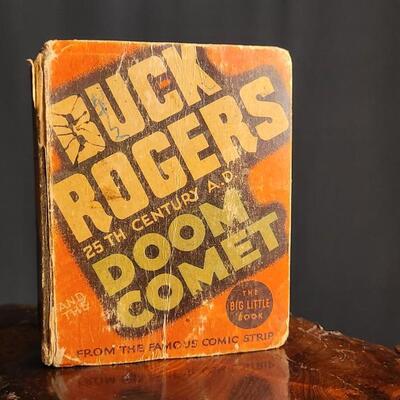 BUCK
ROGERS
25TH CENTURY A.D.
AND
THE
DOOM
COMET
THE
BIG LITTLE
BOOK
FROM THE FAMOUS COMIC STRIP